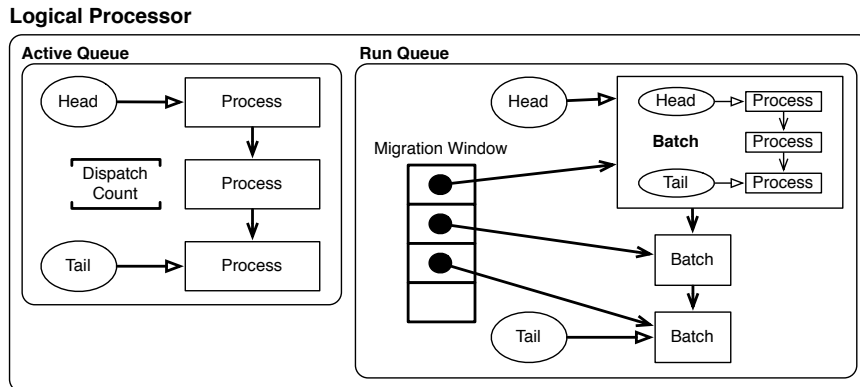 Logical Processor
Active Queue
Head
Process
Dispatch
Count
Process
Tail
Process
Run Queue
Head
Migration Window
Head
Process
Batch
Process
Tail
Process
Batch
Tail
Batch